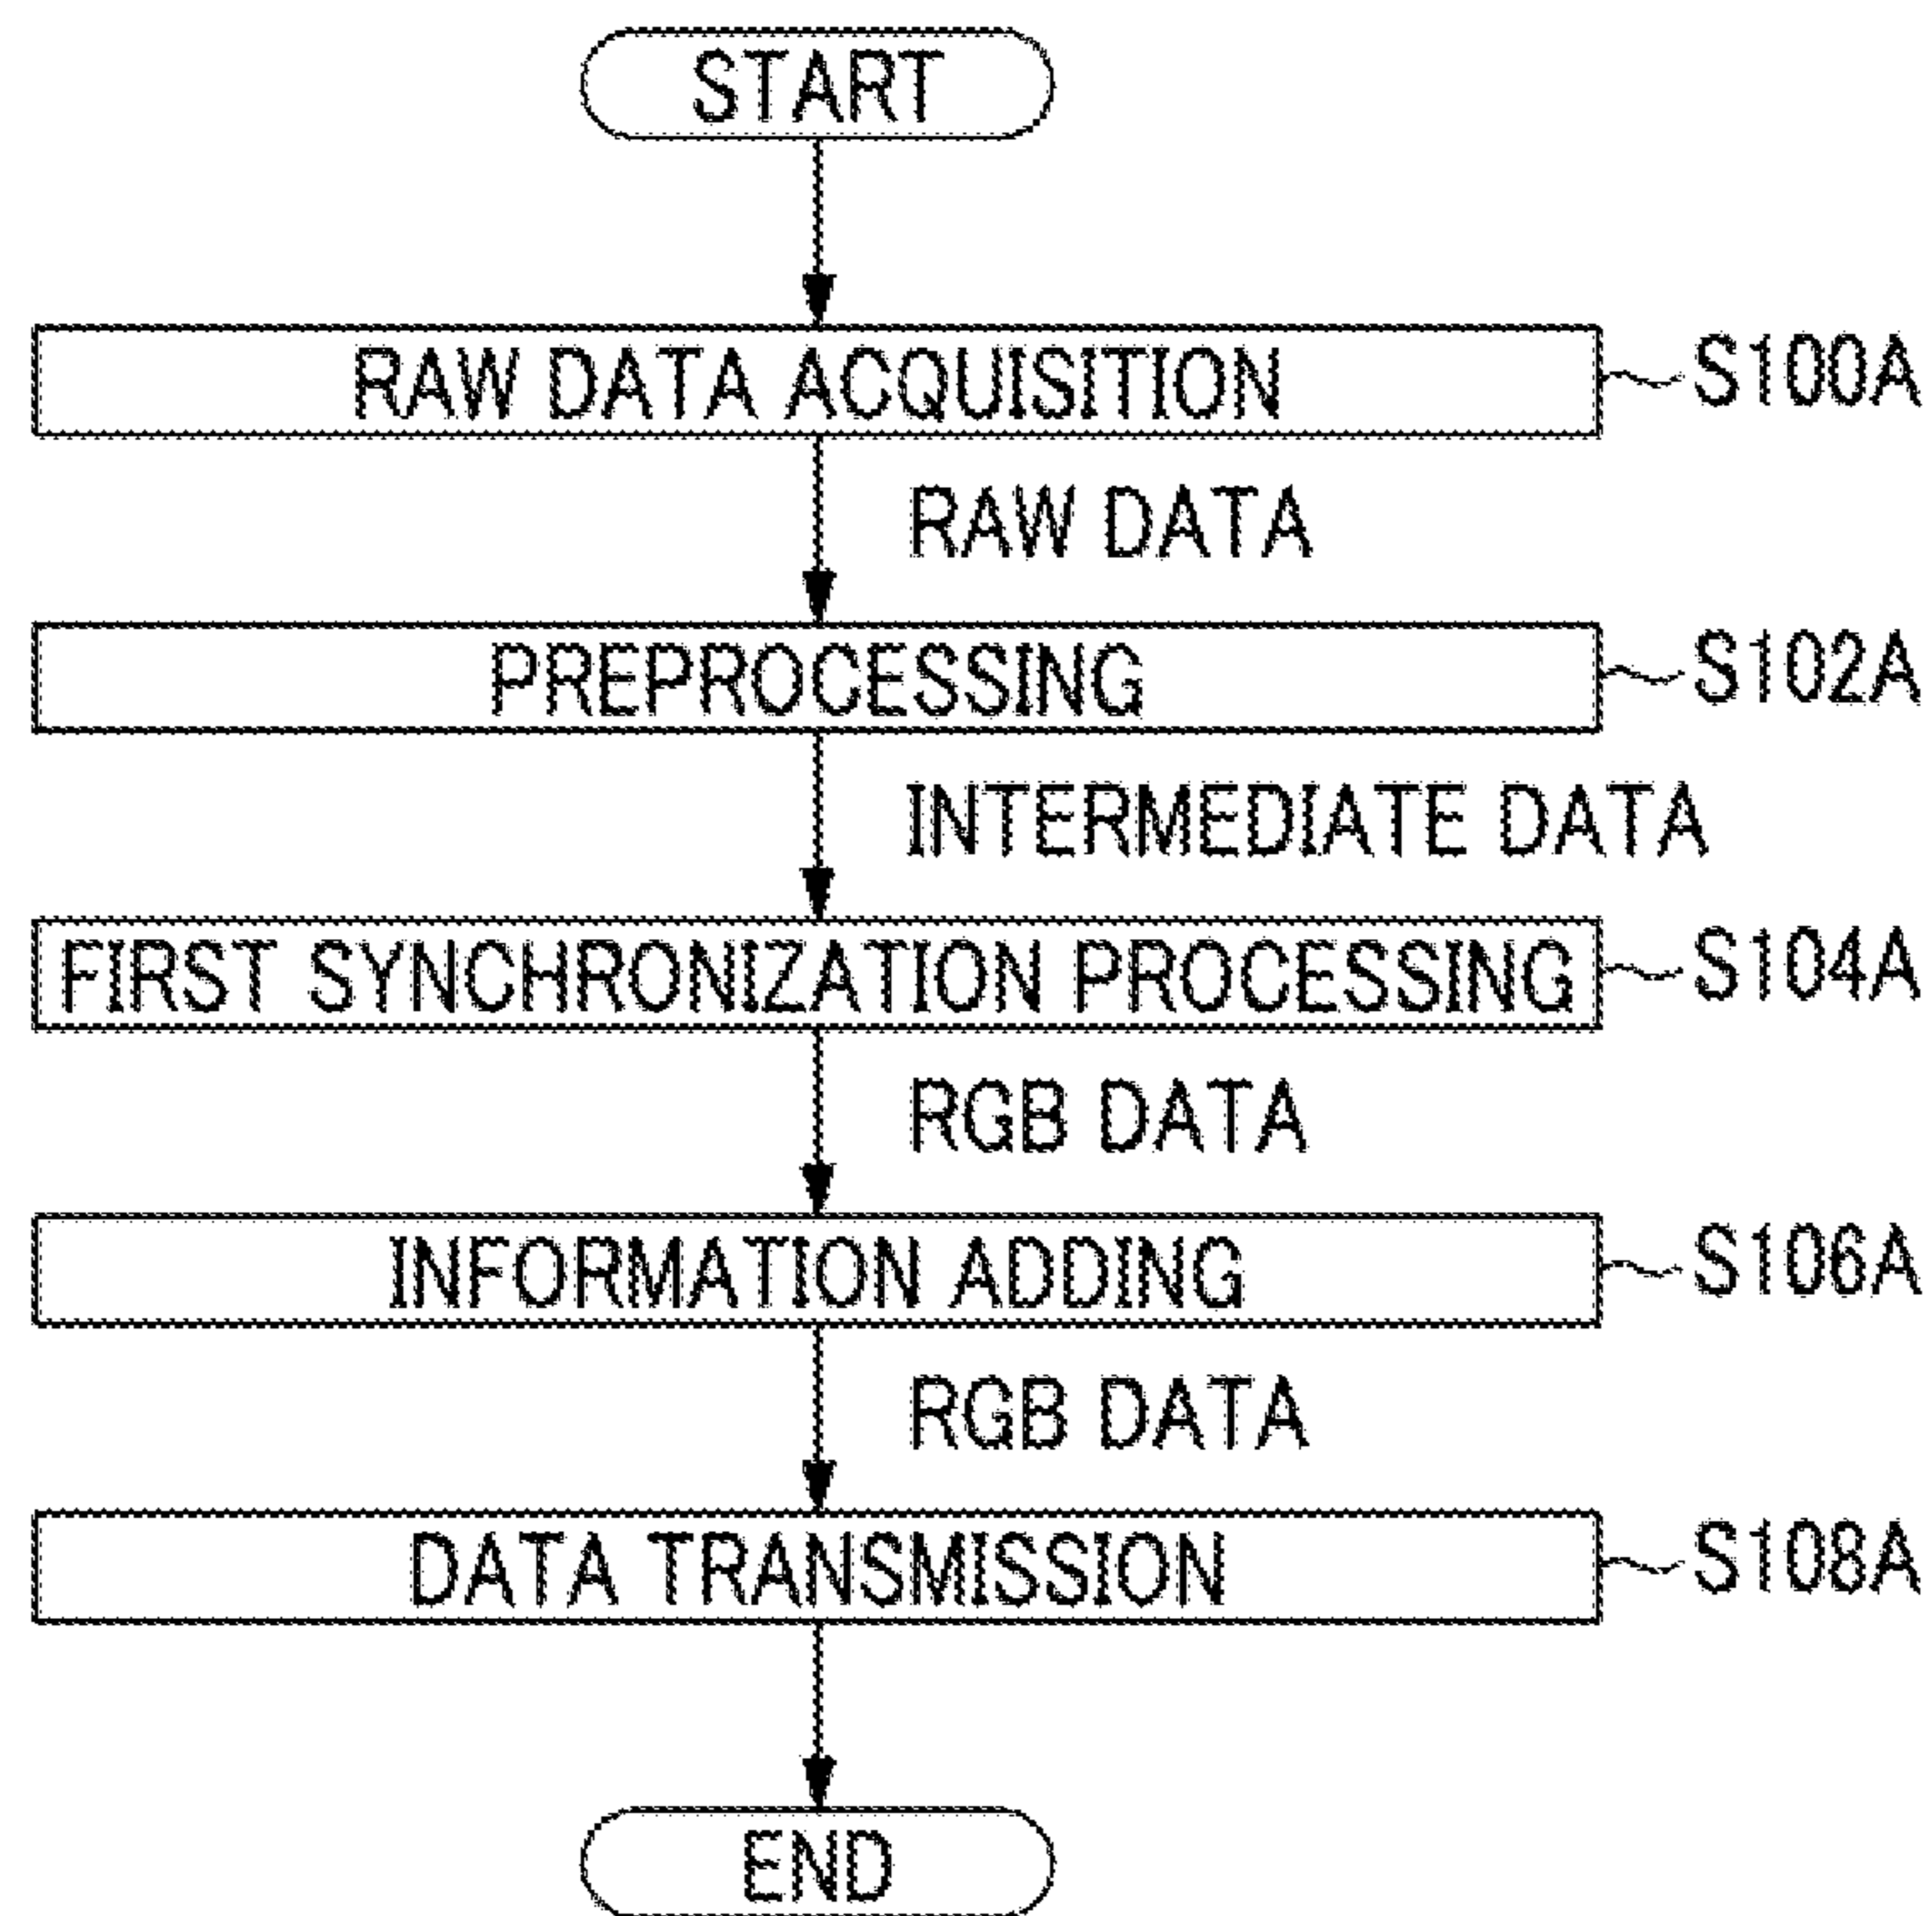 START
RAW DATA ACQUISITION
S100A
RAW DATA
PREPROCESSING
S102A
INTERMEDIATE DATA
FIRST SYNCHRONIZATION PROCESSING
S104A
RGB DATA
INFORMATION ADDING
S106A
RGB DATA
DATA TRANSMISSION
S108A
END